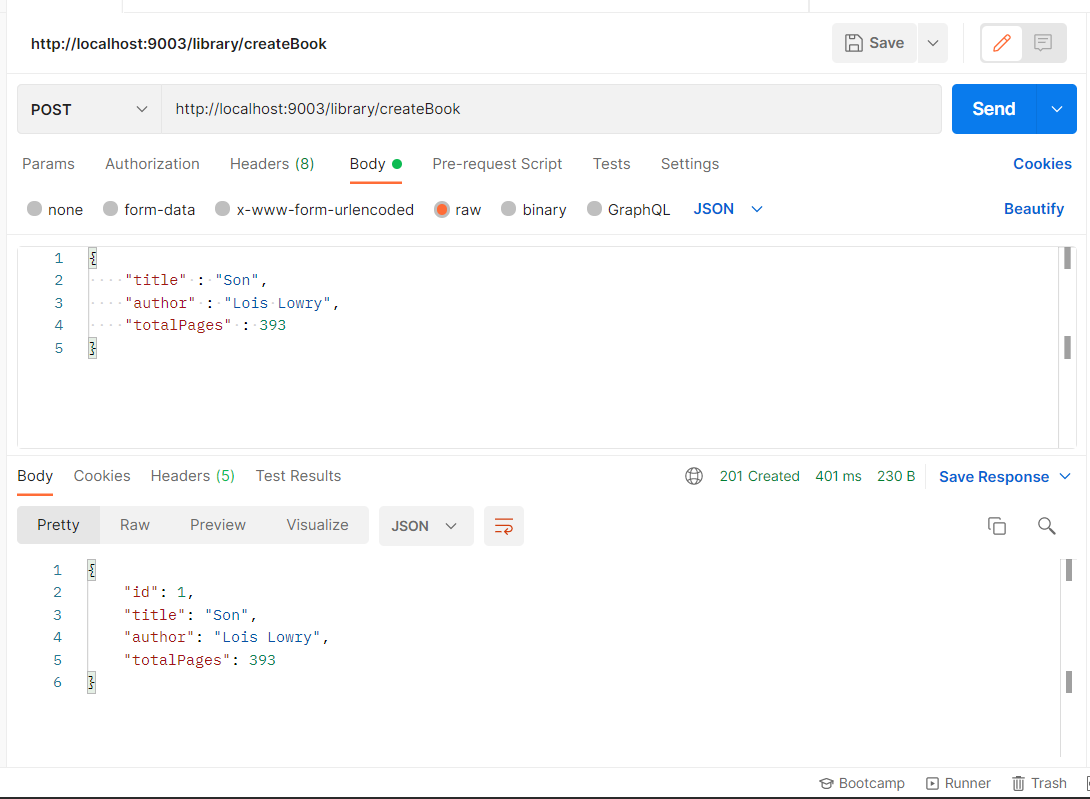 http://localhost:9003/library/createBook Save
POST http://localhost:9003/library/createBook Send
Params Authorization Headers (8) Body Pre-request Script Tests Settings Cookies
none form-data x-www-form-urlencoded raw binary GraphQL JSON Beautify
1 {
2 "title" : "Son",
3 "author" : "Lois Lowry",
4 "totalPages" : 393
5 }
Body Cookies Headers (5) Test Results 201 Created 401 ms 230 B Save Response
Pretty Raw Preview Visualize JSON
1 {
2 "id": 1,
3 "title": "Son",
4 "author": "Lois Lowry",
5 "totalPages": 393
6 }
Bootcamp Runner Trash